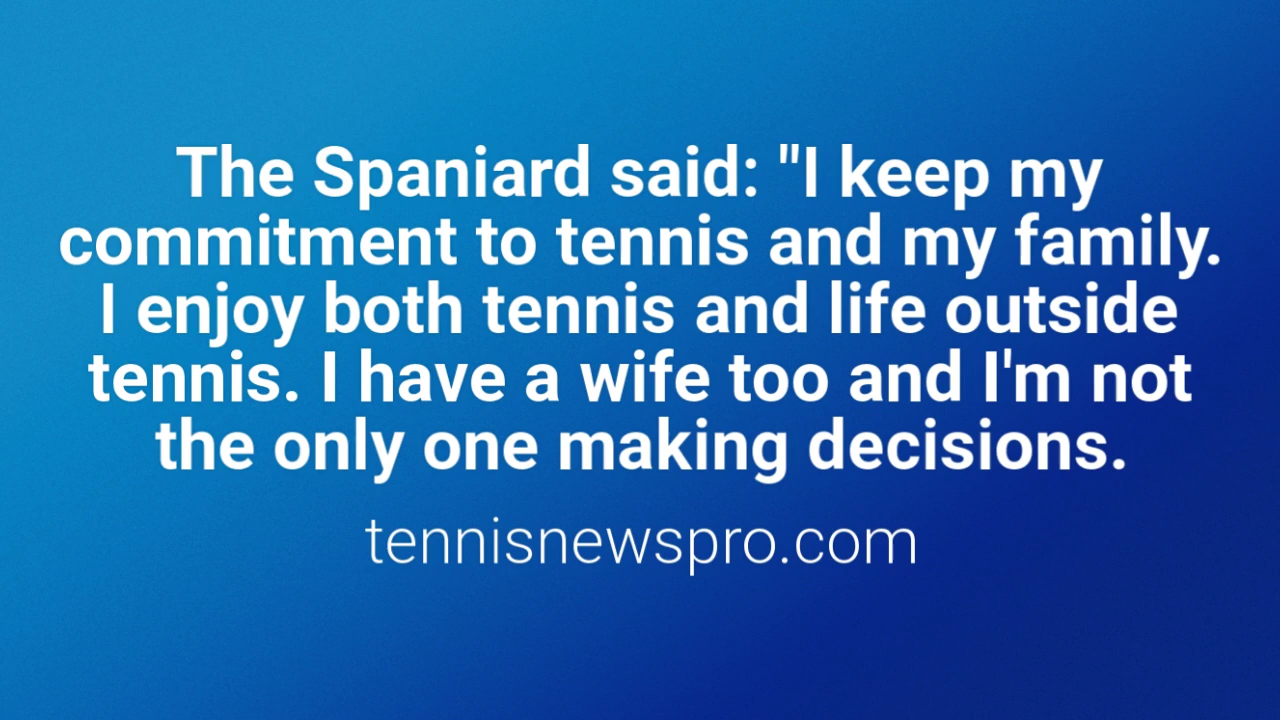 The Spaniard said: "I keep my
commitment to tennis and my family.
I enjoy both tennis and life outside
tennis. I have a wife too and I'm not
the only one making decisions.
tennisnewspro.com